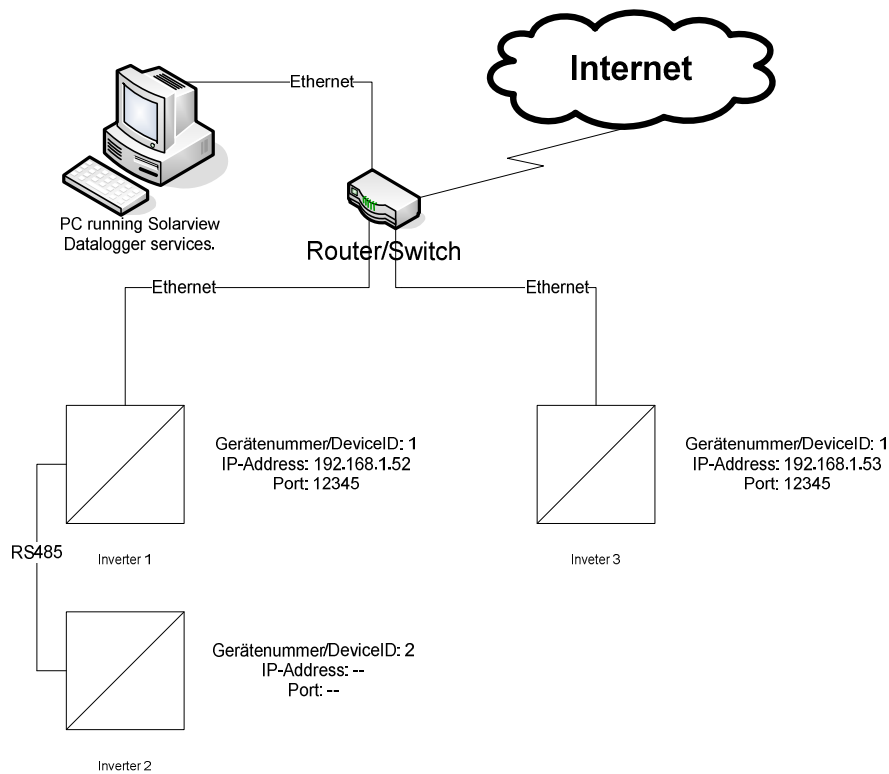 Internet
Ethernet
PC running Solarview
Datalogger services.
Router/Switch
Ethernet
Ethernet
Gerätenummer/DeviceID: 1
IP-Address: 192.168.1.52
Port: 12345
Gerätenummer/DeviceID: 1
IP-Address: 192.168.1.53
Port: 12345
RS485
Inverter 1
Inveter 3
Gerätenummer/DeviceID: 2
IP-Address: --
Port: --
Inverter 2